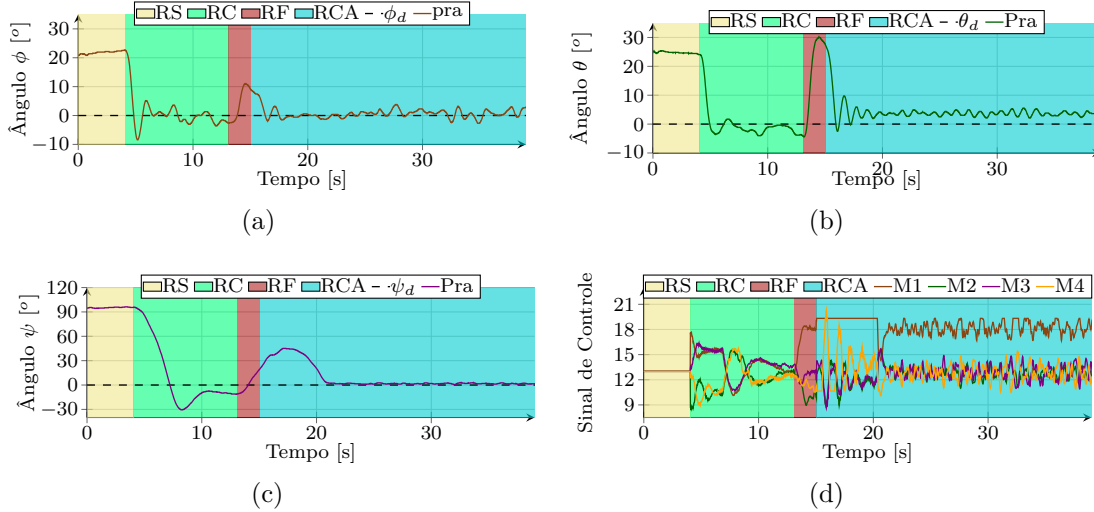 RS RC RF RCA - ·ϕ_d pra
Ângulo ϕ [°]
30
20
10
0
−10
0 10 20 30
Tempo [s]
(a)
RS RC RF RCA - ·θ_d Pra
Ângulo θ [°]
30
20
10
0
−10
0 10 20 30
Tempo [s]
(b)
RS RC RF RCA - ·ψ_d Pra
Ângulo ψ [°]
120
90
60
30
0
−30
0 10 20 30
Tempo [s]
(c)
RS RC RF RCA M1 M2 M3 M4
Sinal de Controle
21
18
15
12
9
0 10 20 30
Tempo [s]
(d)